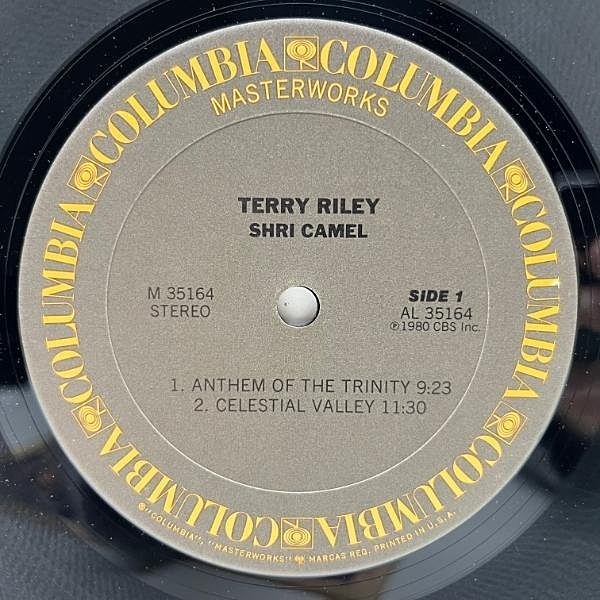 COLUMBIA COLUMBIA COLUMBIA COLUMBIA COLUMBIA COLUMBIA COLUMBIA COLUMBIA
MASTERWORKS
TERRY RILEY
SHRI CAMEL
M 35164
STEREO
SIDE 1
AL 35164
℗1980 CBS Inc.
1. ANTHEM OF THE TRINITY 9:23
2. CELESTIAL VALLEY 11:30
®"COLUMBIA", "MASTERWORKS" MARCAS REG. PRINTED IN U.S.A.